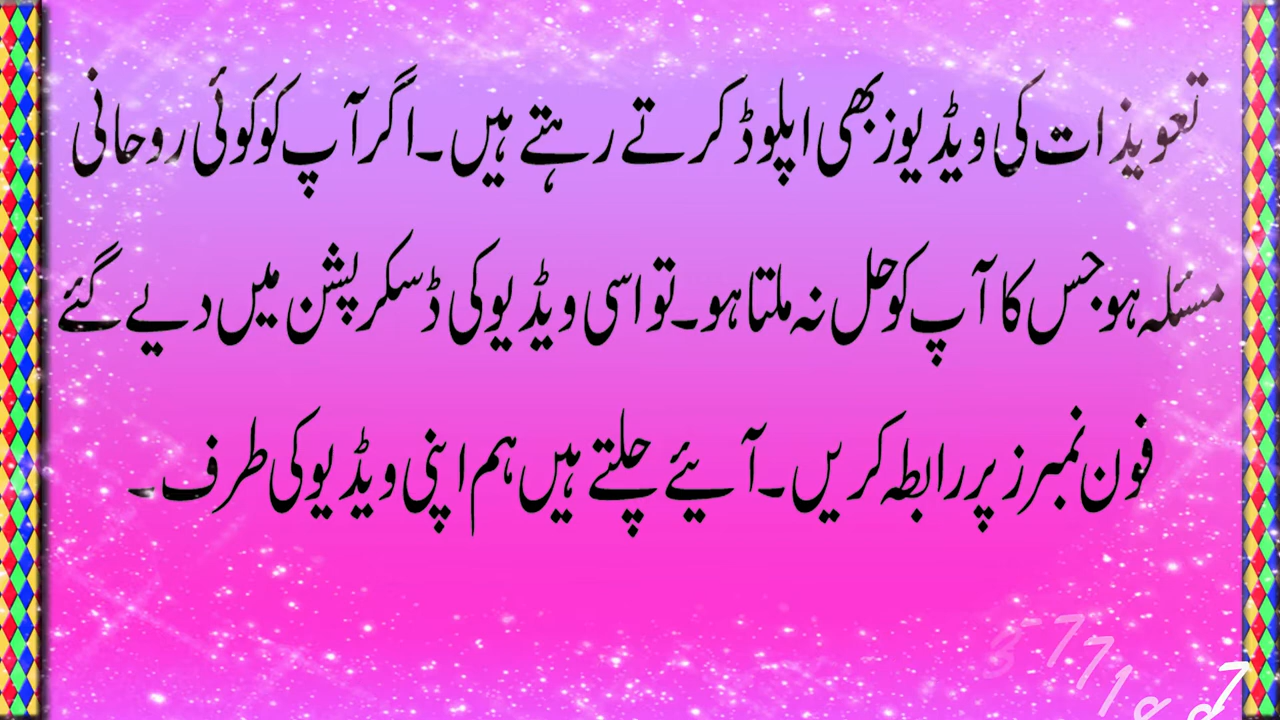 تعویذات کی ویڈیوز بھی اپلوڈ کرتے رہتے ہیں۔ اگر آپ کو کوئی روحانی
مسئلہ ہو جس کا آپ کو حل نہ ملتا ہو۔ تو اسی ویڈیو کی ڈسکرپشن میں دیے گئے
فون نمبرز پر رابطہ کریں۔ آیئے چلتے ہیں ہم اپنی ویڈیو کی طرف۔